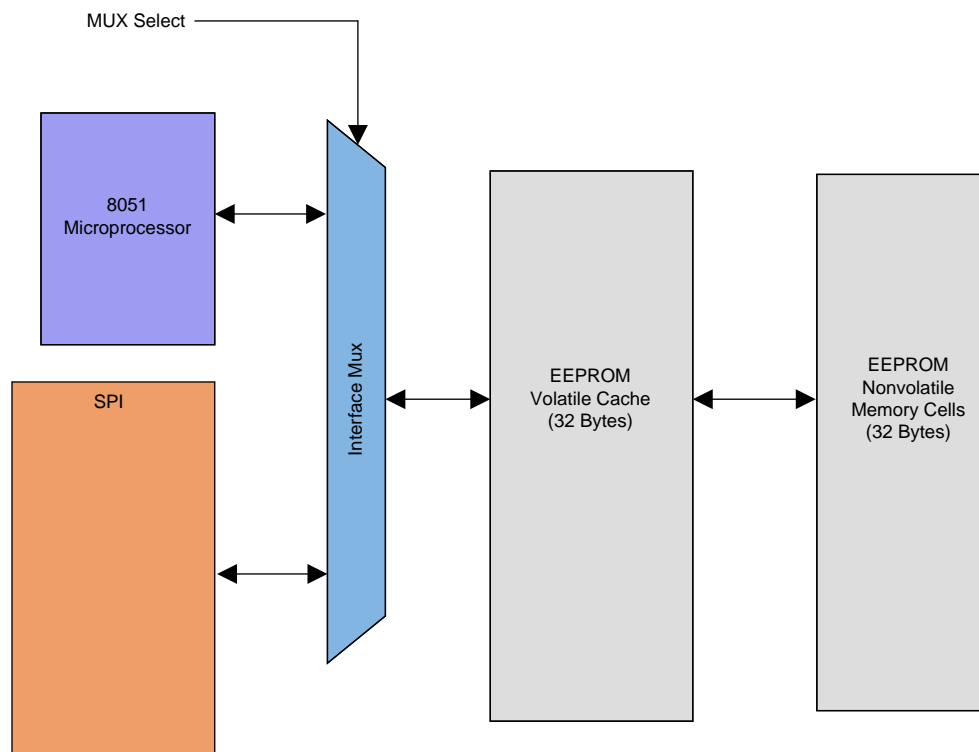 MUX Select
8051
Microprocessor
SPI
Interface Mux
EEPROM
Volatile Cache
(32 Bytes)
EEPROM
Nonvolatile
Memory Cells
(32 Bytes)